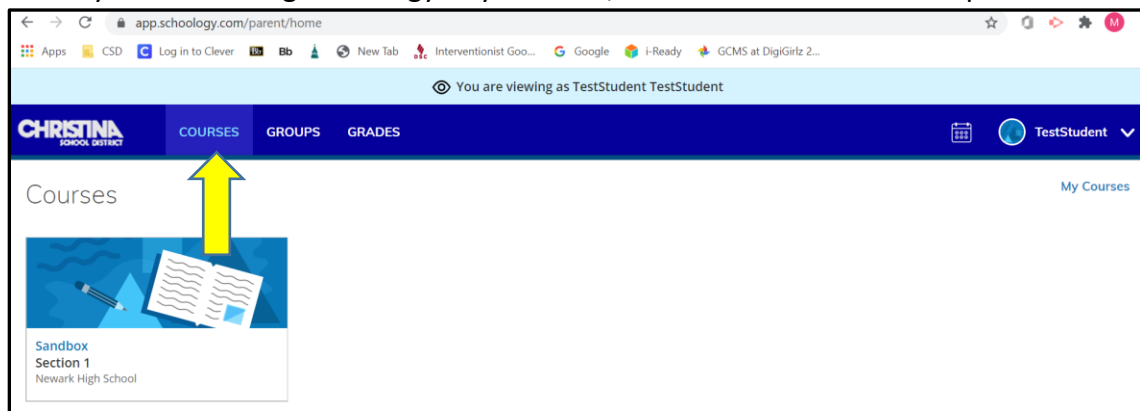 app.schoology.com/parent/home
M
Apps CSD C Log in to Clever Bb Bb New Tab Interventionist Goo... G Google i-Ready GCMS at DigiGirlz 2...
You are viewing as TestStudent TestStudent
CHRISTINA
SCHOOL DISTRICT
COURSES GROUPS GRADES
TestStudent
Courses
My Courses
Sandbox
Section 1
Newark High School